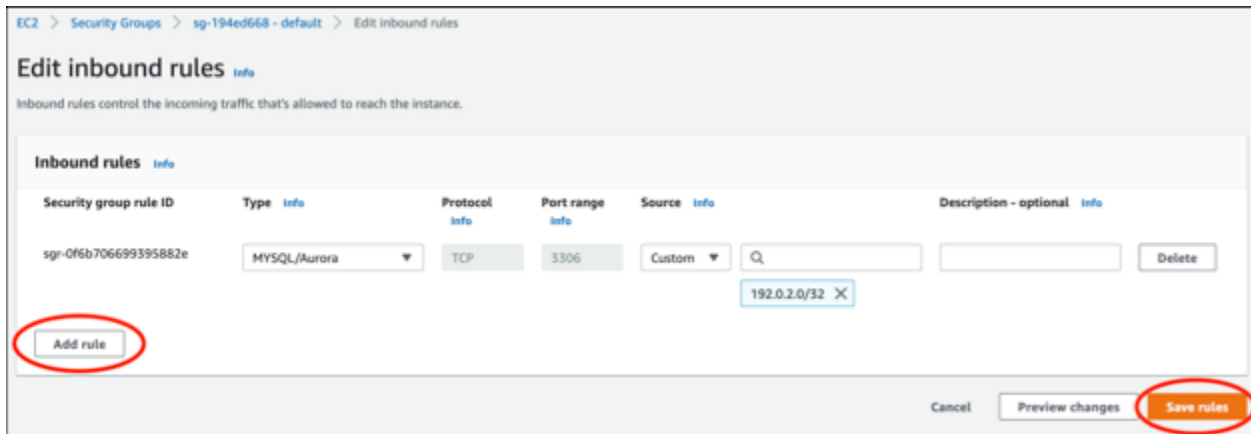 EC2 > Security Groups > sg-194ed668 - default > Edit inbound rules
Edit inbound rules Info
Inbound rules control the incoming traffic that's allowed to reach the instance.
Inbound rules Info
Security group rule ID Type Info Protocol Info Port range Info Source Info Description - optional Info
sgr-0f6b706699395882e MYSQL/Aurora TCP 3306 Custom Delete
192.0.2.0/32
Add rule
Cancel Preview changes Save rules